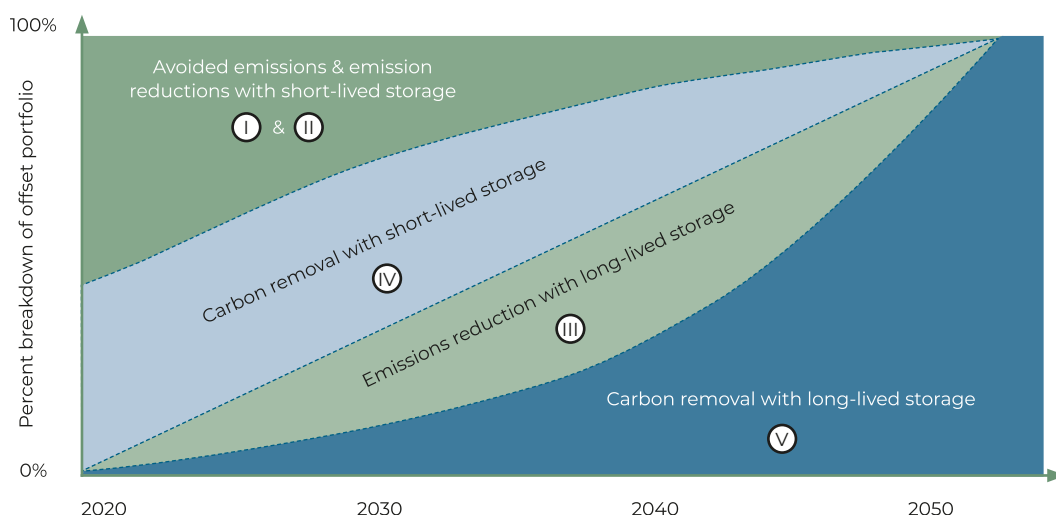 100%
Percent breakdown of offset portfolio
Avoided emissions & emission
reductions with short-lived storage
I & II
Carbon removal with short-lived storage
IV
Emissions reduction with long-lived storage
III
Carbon removal with long-lived storage
V
0%
2020 2030 2040 2050